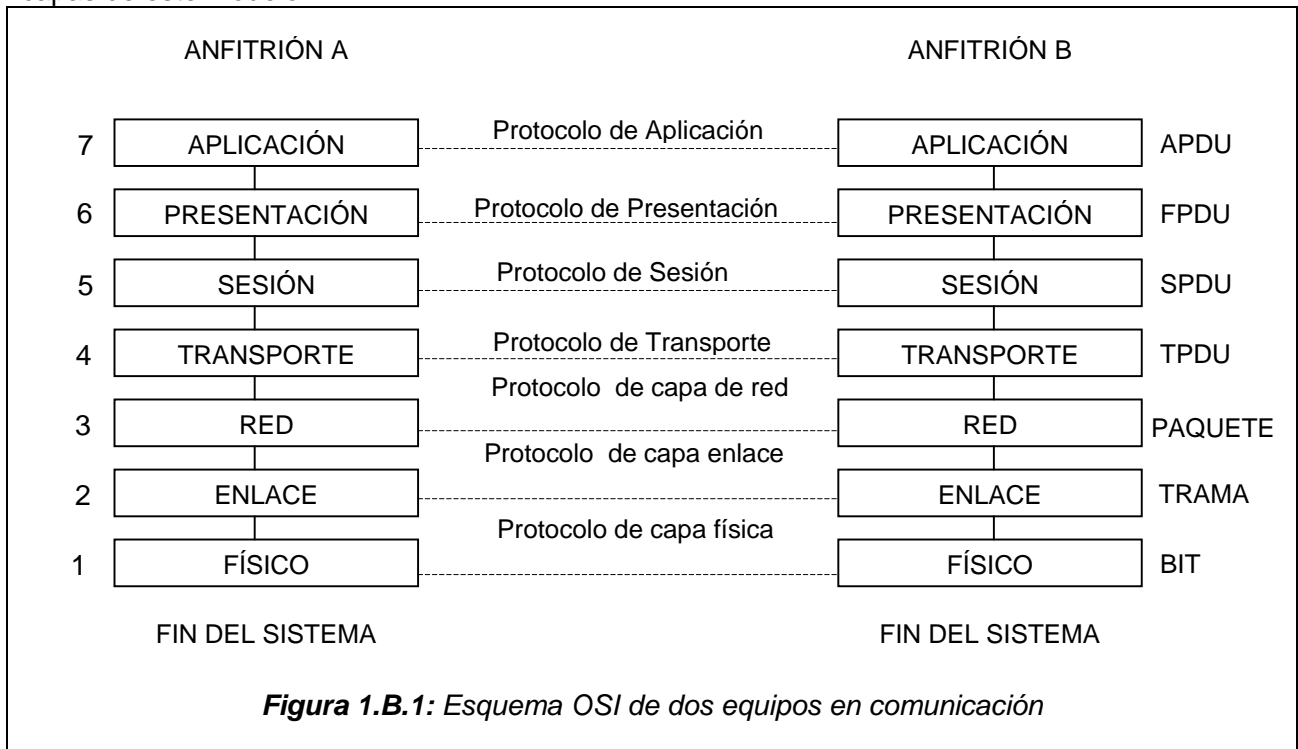 ANFITRIÓN A ANFITRIÓN B
7 APLICACIÓN Protocolo de Aplicación APLICACIÓN APDU
6 PRESENTACIÓN Protocolo de Presentación PRESENTACIÓN FPDU
5 SESIÓN Protocolo de Sesión SESIÓN SPDU
4 TRANSPORTE Protocolo de Transporte TRANSPORTE TPDU
Protocolo de capa de red
3 RED RED PAQUETE
Protocolo de capa enlace
2 ENLACE ENLACE TRAMA
Protocolo de capa física
1 FÍSICO FÍSICO BIT
FIN DEL SISTEMA FIN DEL SISTEMA
Figura 1.B.1: Esquema OSI de dos equipos en comunicación